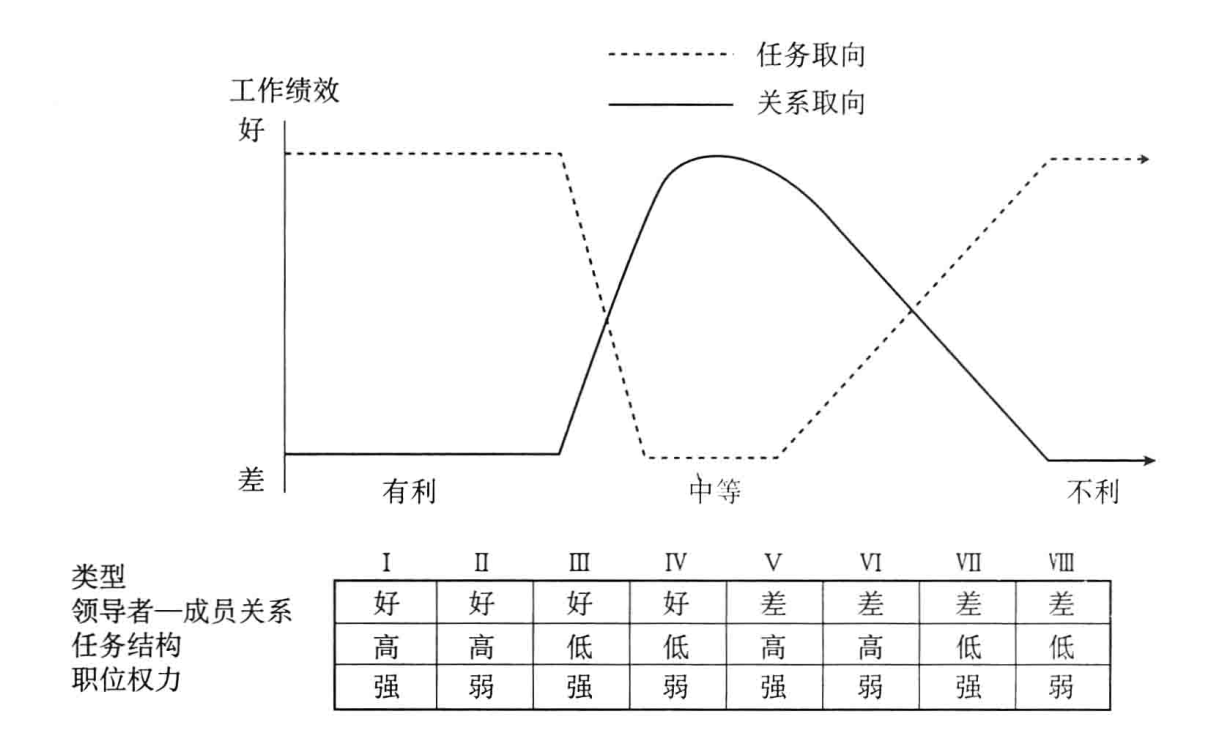 任务取向
工作绩效
关系取向
好
差
有利 中等 不利
类型 Ⅰ Ⅱ Ⅲ Ⅳ Ⅴ Ⅵ Ⅶ Ⅷ
领导者—成员关系 好 好 好 好 差 差 差 差
任务结构 高 高 低 低 高 高 低 低
职位权力 强 弱 强 弱 强 弱 强 弱